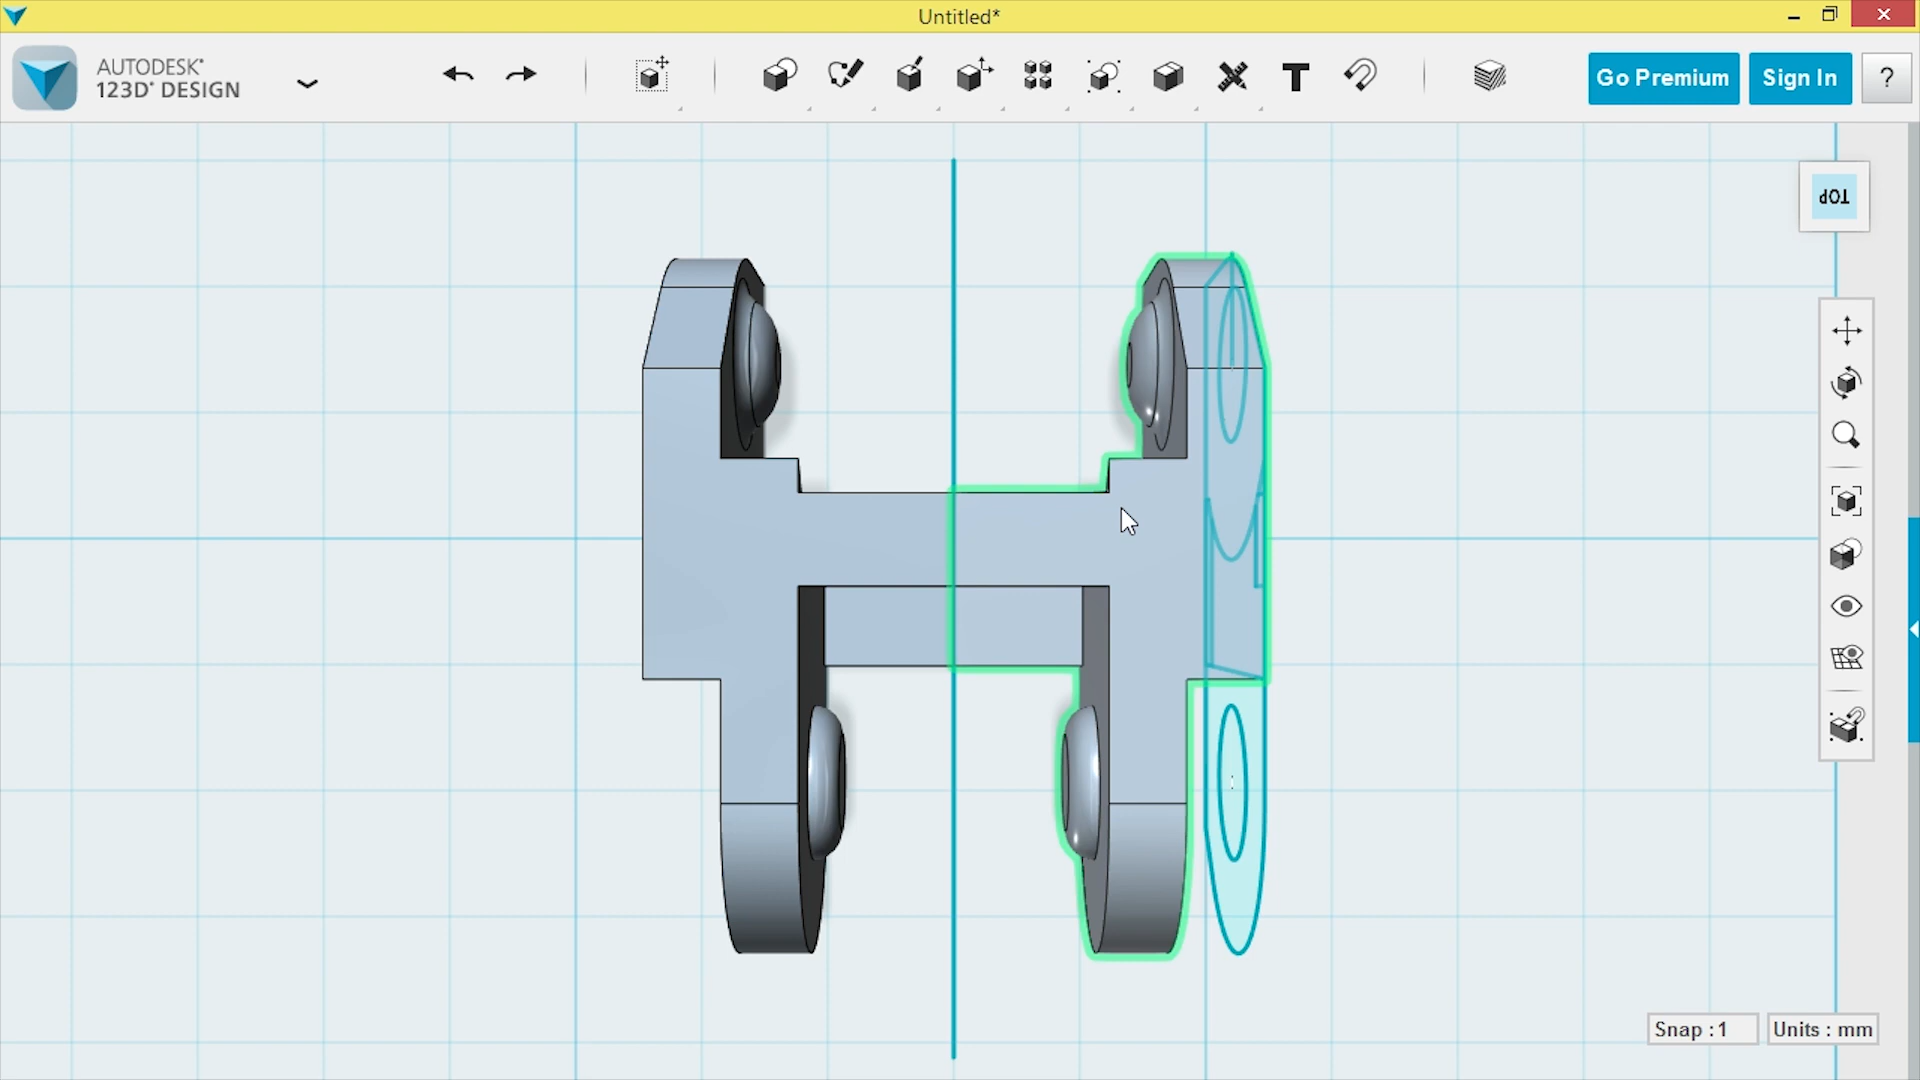 Untitled*
AUTODESK®
123D® DESIGN
T
Go Premium
Sign In
?
TOP
Snap : 1
Units : mm